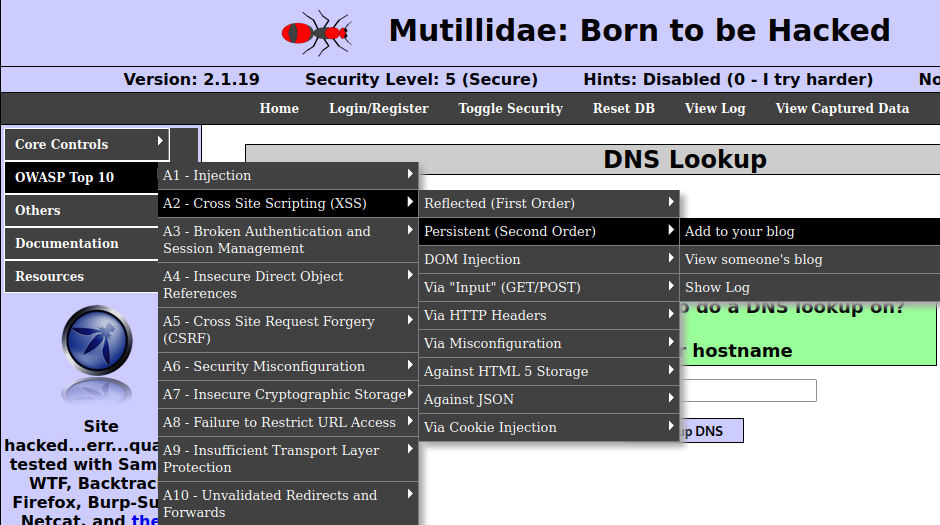 Mutillidae: Born to be Hacked
Version: 2.1.19 Security Level: 5 (Secure) Hints: Disabled (0 - I try harder) No
Home Login/Register Toggle Security Reset DB View Log View Captured Data
Core Controls
OWASP Top 10
Others
Documentation
Resources
A1 - Injection
A2 - Cross Site Scripting (XSS)
A3 - Broken Authentication and
Session Management
A4 - Insecure Direct Object
References
A5 - Cross Site Request Forgery
(CSRF)
A6 - Security Misconfiguration
A7 - Insecure Cryptographic Storage
A8 - Failure to Restrict URL Access
A9 - Insufficient Transport Layer
Protection
A10 - Unvalidated Redirects and
Forwards
Reflected (First Order)
Persistent (Second Order)
DOM Injection
Via "Input" (GET/POST)
Via HTTP Headers
Via Misconfiguration
Against HTML 5 Storage
Against JSON
Via Cookie Injection
Add to your blog
View someone's blog
Show Log
DNS Lookup
do a DNS lookup on?
hostname
up DNS
Site
hacked...err...qua
tested with Sam
WTF, Backtrac
Firefox, Burp-Su
Netcat, and the